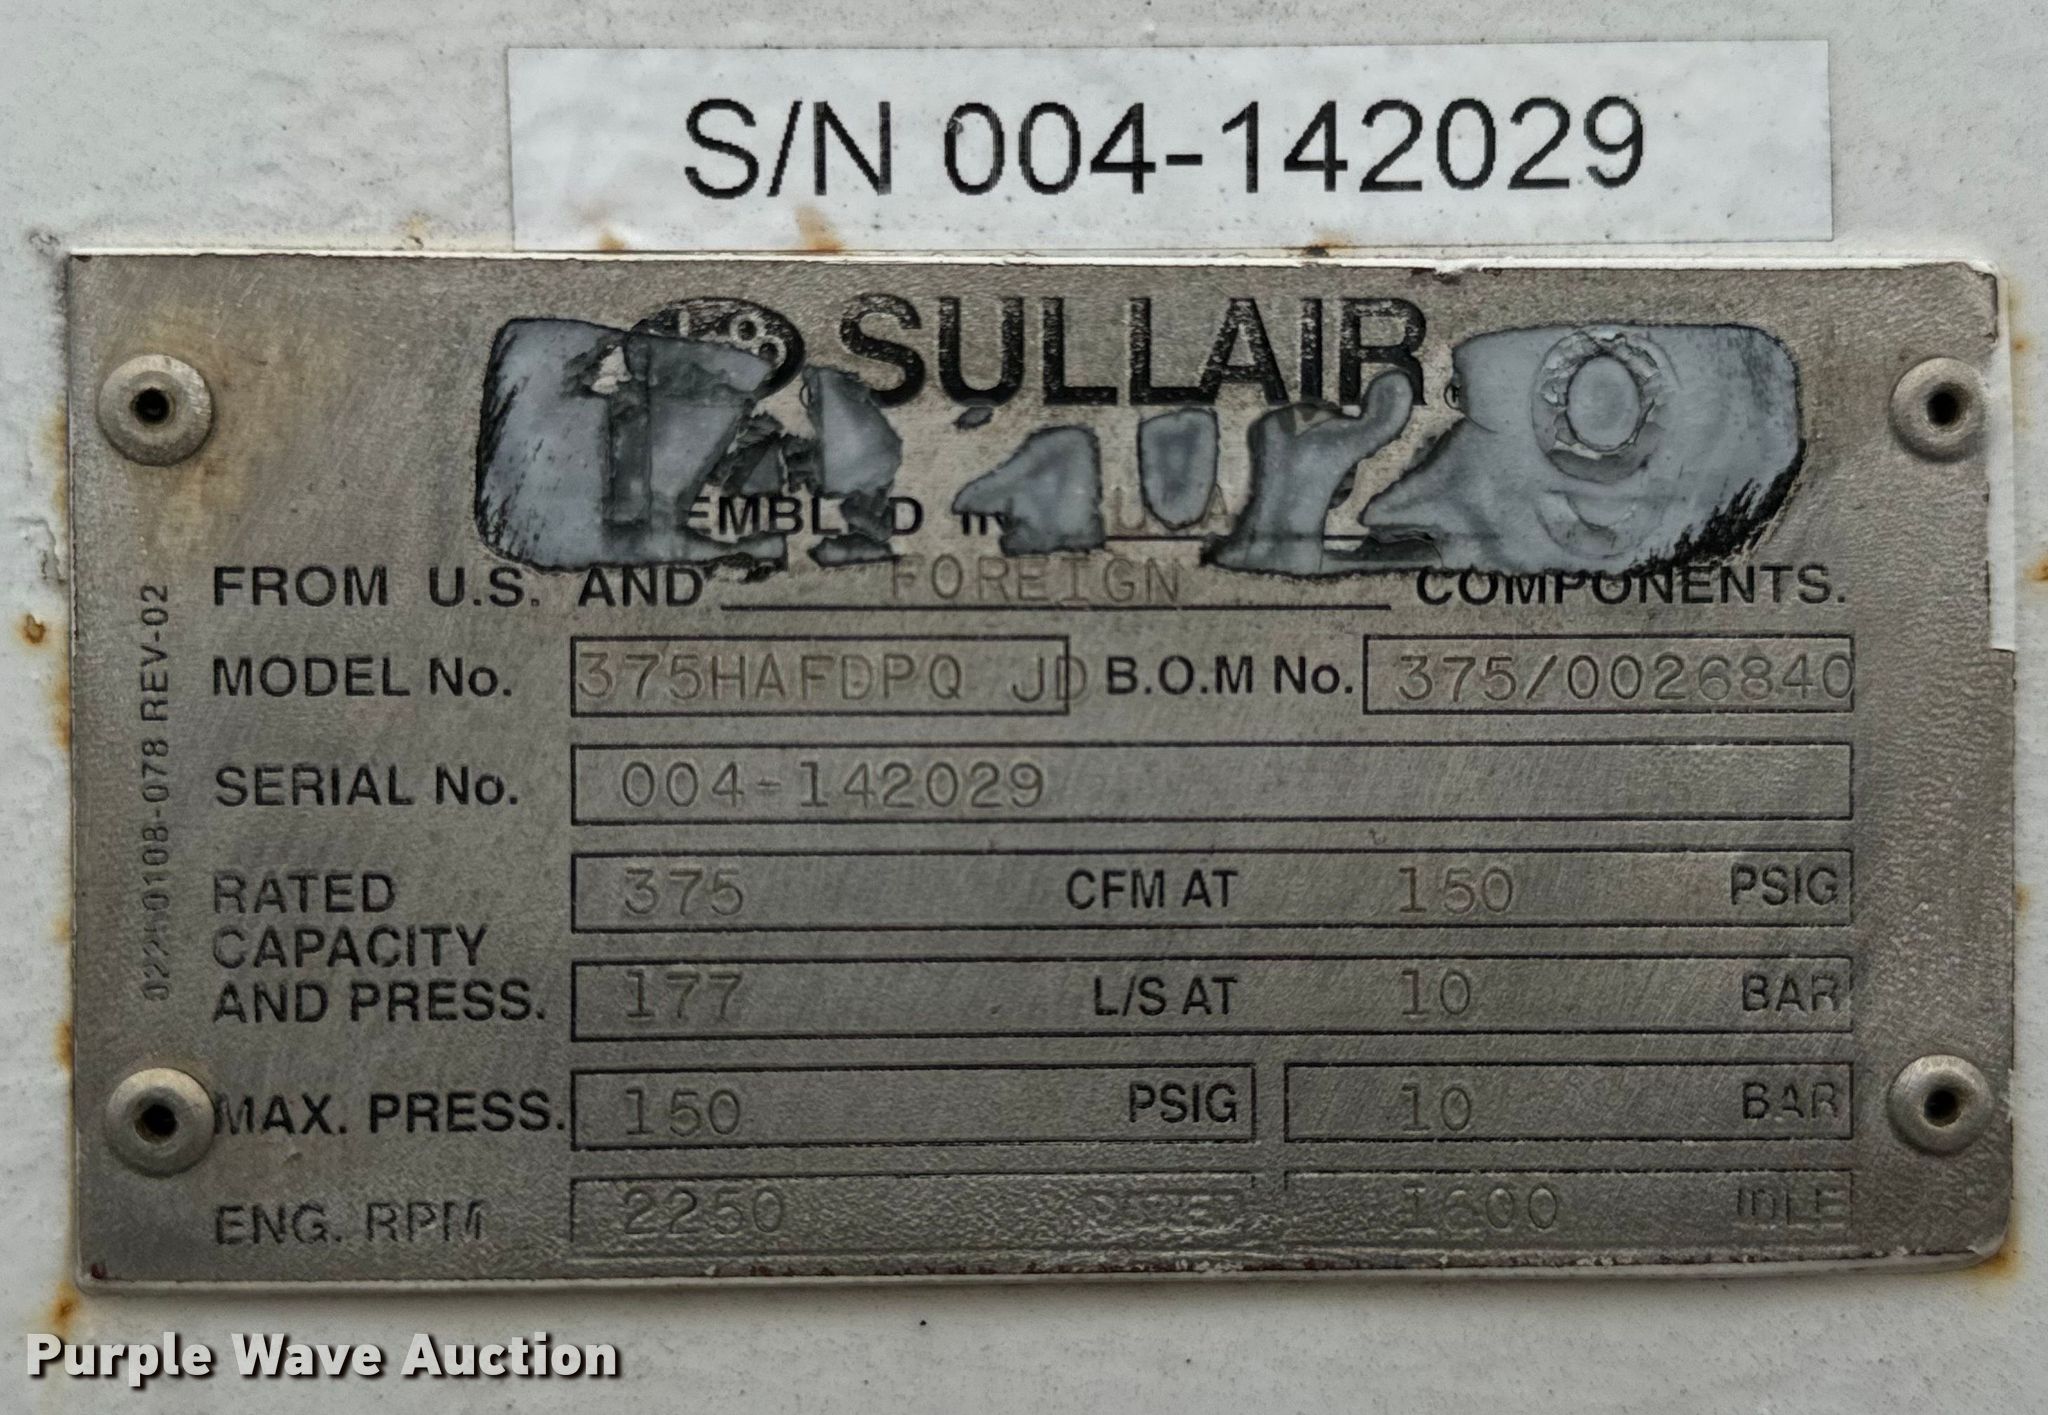 S/N 004-142029
SULLAIR
FROM U.S. AND FOREIGN COMPONENTS.
MODEL No. 375HAFDPQ JD B.O.M No. 375/0026840
SERIAL No. 004-142029
RATED CAPACITY AND PRESS. 375 CFM AT 150 PSIG
177 L/S AT 10 BAR
MAX. PRESS. 150 PSIG 10 BAR
ENG. RPM 2250 1600 IDLE
REV-02
Purple Wave Auction